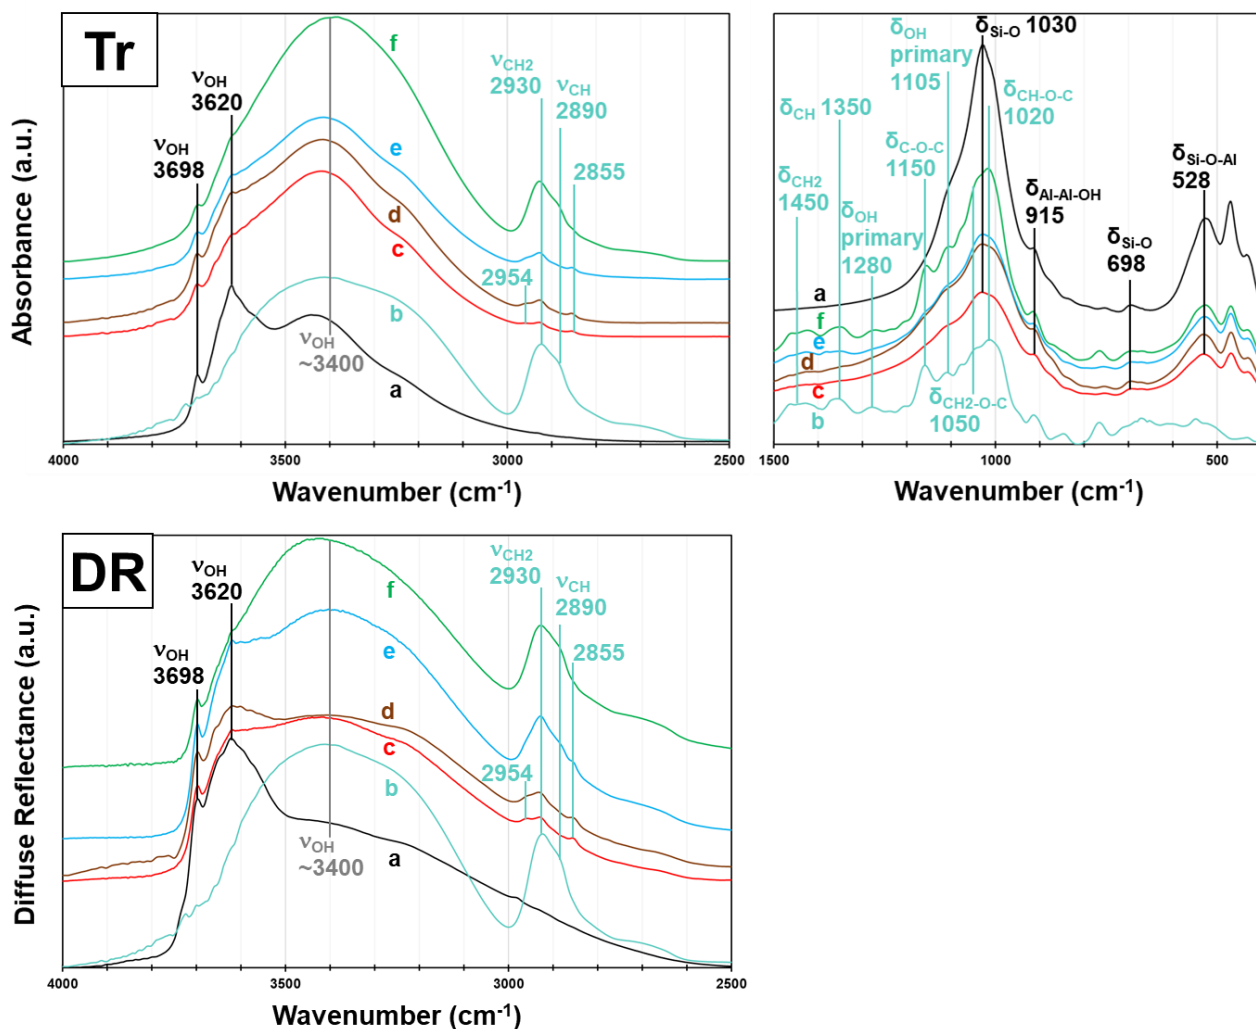 Tr
f
νOH
3620
νOH
3698
νCH2
2930
νCH
2890
2855
e
d
c
2954
b
νOH
~3400
a
Absorbance (a.u.)
4000
3500
3000
2500
Wavenumber (cm-1)
δOH
primary
1105
δSi-O 1030
δCH 1350
δCH-O-C
1020
δC-O-C
1150
δSi-O-Al
528
δCH2
1450
δAl-Al-OH
915
δOH
primary
1280
δSi-O
698
a
f
e
d
c
b
δCH2-O-C
1050
1500
1000
500
Wavenumber (cm-1)
DR
νOH
3620
νOH
3698
f
νCH2
2930
νCH
2890
2855
e
d
c
2954
b
νOH
~3400
a
Diffuse Reflectance (a.u.)
4000
3500
3000
2500
Wavenumber (cm-1)